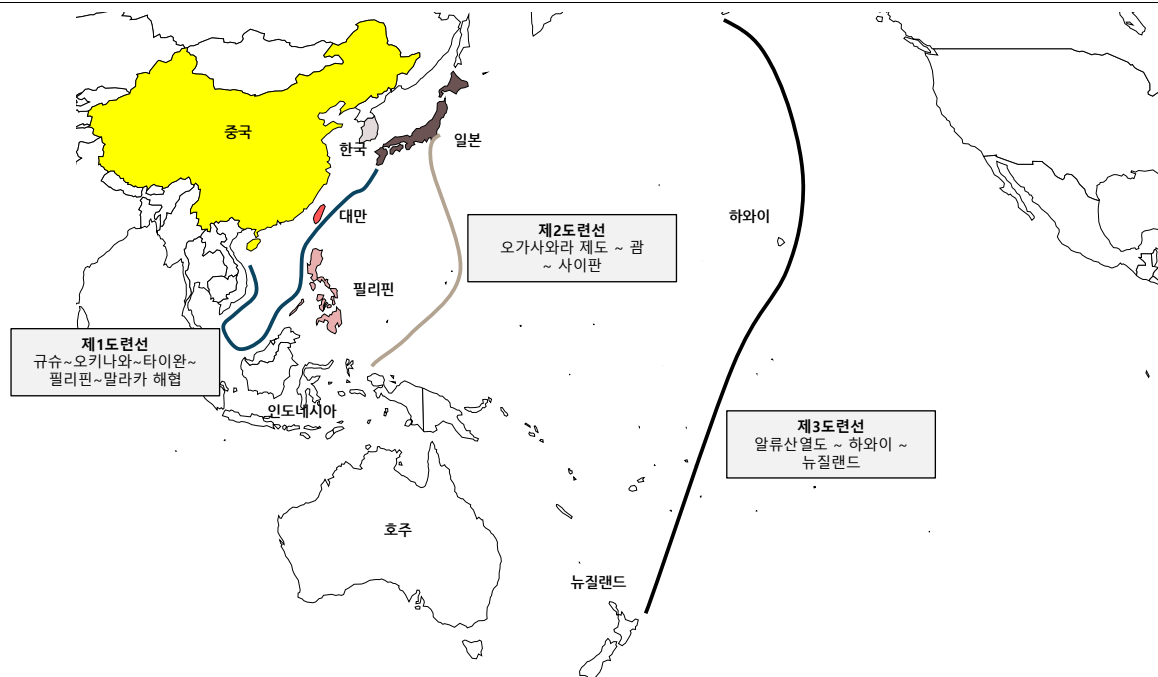 중국
한국
일본
대만
하와이
제2도련선
오가사와라 제도 ~ 괌
~ 사이판
필리핀
제1도련선
규슈~오키나와~타이완~
필리핀~말라카 해협
인도네시아
제3도련선
알류산열도 ~ 하와이 ~
뉴질랜드
호주
뉴질랜드